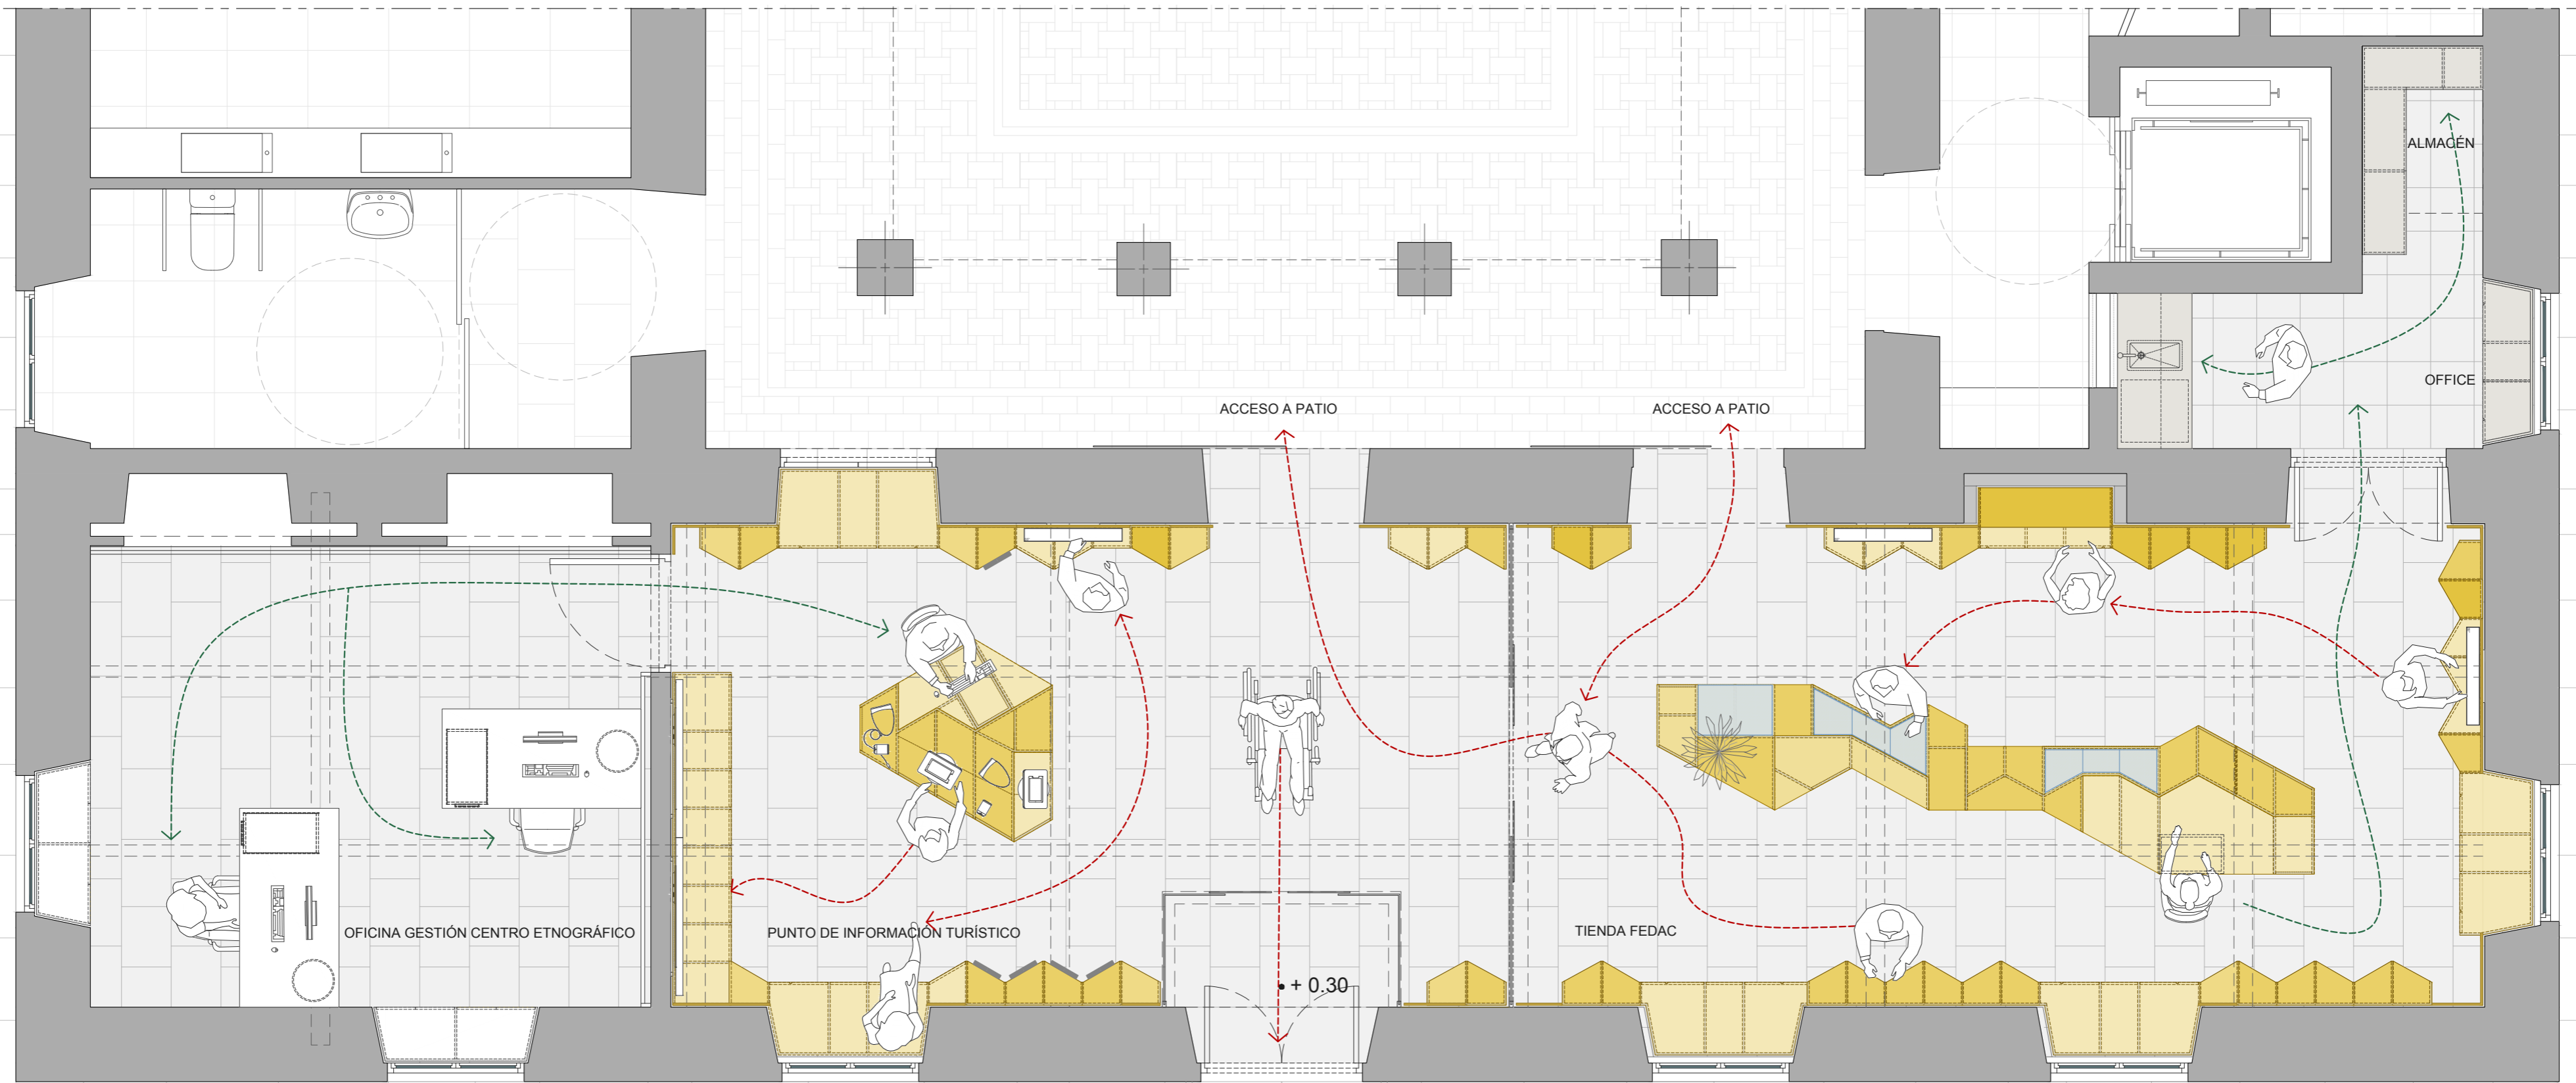 ALMACÉN
OFFICE
ACCESO A PATIO
ACCESO A PATIO
OFICINA GESTIÓN CENTRO ETNOGRÁFICO
PUNTO DE INFORMACIÓN TURÍSTICO
TIENDA FEDAC
+ 0.30